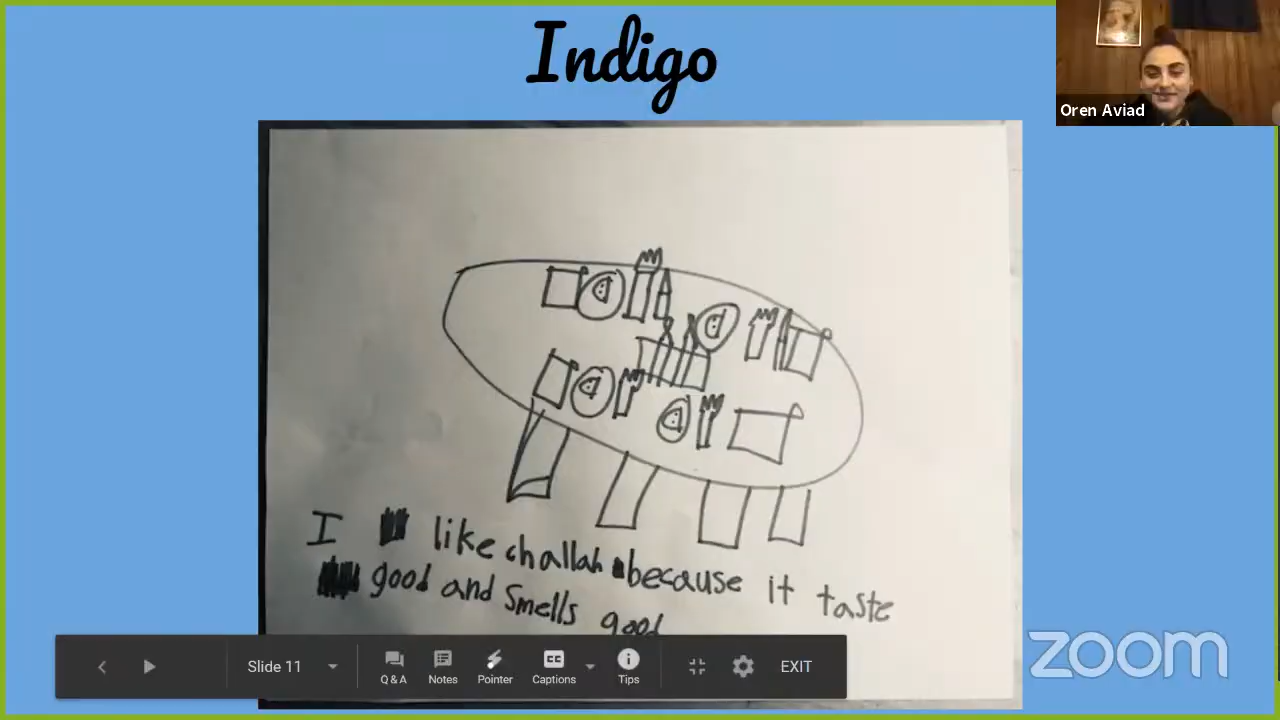 Indigo
Oren Aviad
I like challah because it taste
good and smells good
Slide 11
Q & A
Notes
Pointer
CC
Captions
Tips
EXIT
zoom